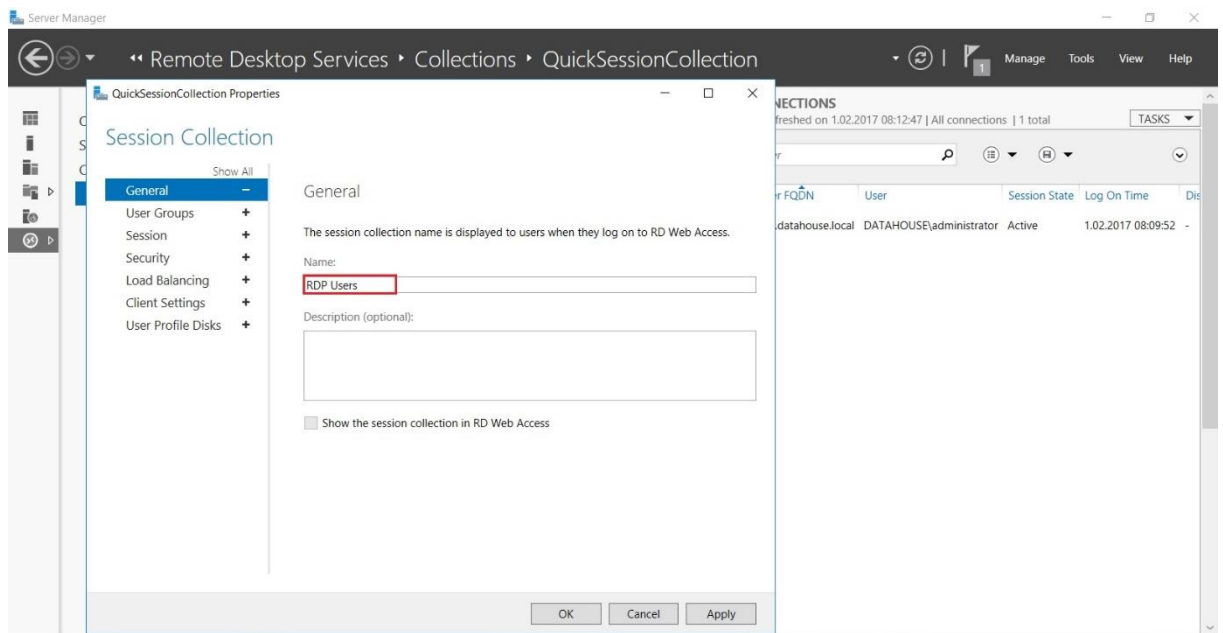 Server Manager
Remote Desktop Services ‣ Collections ‣ QuickSessionCollection
1
Manage Tools View Help
QuickSessionCollection Properties
Session Collection
Show All
General −
User Groups +
Session +
Security +
Load Balancing +
Client Settings +
User Profile Disks +
General
The session collection name is displayed to users when they log on to RD Web Access.
Name:
RDP Users
Description (optional):
Show the session collection in RD Web Access
OK Cancel Apply
NECTIONS
freshed on 1.02.2017 08:12:47 | All connections | 1 total
TASKS
FQDN User Session State Log On Time Dis
.datahouse.local DATAHOUSE\administrator Active 1.02.2017 08:09:52 -